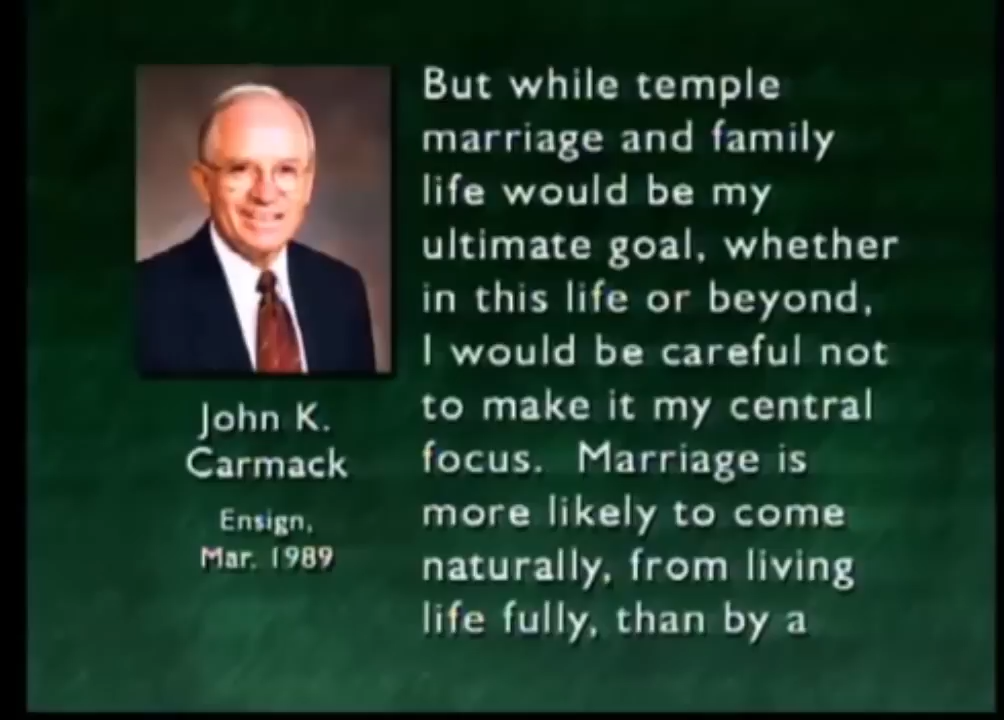 But while temple
marriage and family
life would be my
ultimate goal, whether
in this life or beyond,
I would be careful not
to make it my central
focus. Marriage is
more likely to come
naturally, from living
life fully, than by a
John K.
Carmack
Ensign,
Mar. 1989